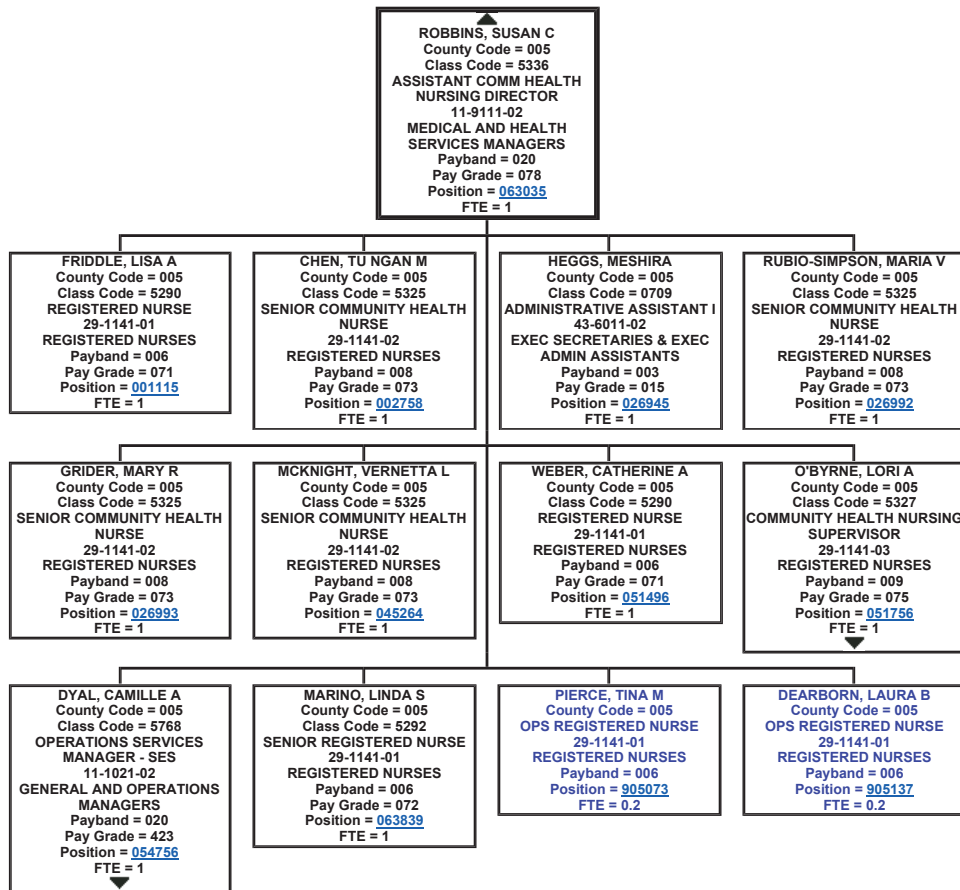 ROBBINS, SUSAN C
County Code = 005
Class Code = 5336
ASSISTANT COMM HEALTH
NURSING DIRECTOR
11-9111-02
MEDICAL AND HEALTH
SERVICES MANAGERS
Payband = 020
Pay Grade = 078
Position = 063035
FTE = 1
FRIDDLE, LISA A
County Code = 005
Class Code = 5290
REGISTERED NURSE
29-1141-01
REGISTERED NURSES
Payband = 006
Pay Grade = 071
Position = 001115
FTE = 1
CHEN, TU NGAN M
County Code = 005
Class Code = 5325
SENIOR COMMUNITY HEALTH
NURSE
29-1141-02
REGISTERED NURSES
Payband = 008
Pay Grade = 073
Position = 002758
FTE = 1
HEGGS, MESHIRA
County Code = 005
Class Code = 0709
ADMINISTRATIVE ASSISTANT I
43-6011-02
EXEC SECRETARIES & EXEC
ADMIN ASSISTANTS
Payband = 003
Pay Grade = 015
Position = 026945
FTE = 1
RUBIO-SIMPSON, MARIA V
County Code = 005
Class Code = 5325
SENIOR COMMUNITY HEALTH
NURSE
29-1141-02
REGISTERED NURSES
Payband = 008
Pay Grade = 073
Position = 026992
FTE = 1
GRIDER, MARY R
County Code = 005
Class Code = 5325
SENIOR COMMUNITY HEALTH
NURSE
29-1141-02
REGISTERED NURSES
Payband = 008
Pay Grade = 073
Position = 026993
FTE = 1
MCKNIGHT, VERNETTA L
County Code = 005
Class Code = 5325
SENIOR COMMUNITY HEALTH
NURSE
29-1141-02
REGISTERED NURSES
Payband = 008
Pay Grade = 073
Position = 045264
FTE = 1
WEBER, CATHERINE A
County Code = 005
Class Code = 5290
REGISTERED NURSE
29-1141-01
REGISTERED NURSES
Payband = 006
Pay Grade = 071
Position = 051496
FTE = 1
O'BYRNE, LORI A
County Code = 005
Class Code = 5327
COMMUNITY HEALTH NURSING
SUPERVISOR
29-1141-03
REGISTERED NURSES
Payband = 009
Pay Grade = 075
Position = 051756
FTE = 1
DYAL, CAMILLE A
County Code = 005
Class Code = 5768
OPERATIONS SERVICES
MANAGER - SES
11-1021-02
GENERAL AND OPERATIONS
MANAGERS
Payband = 020
Pay Grade = 423
Position = 054756
FTE = 1
MARINO, LINDA S
County Code = 005
Class Code = 5292
SENIOR REGISTERED NURSE
29-1141-01
REGISTERED NURSES
Payband = 006
Pay Grade = 072
Position = 063839
FTE = 1
PIERCE, TINA M
County Code = 005
OPS REGISTERED NURSE
29-1141-01
REGISTERED NURSES
Payband = 006
Position = 905073
FTE = 0.2
DEARBORN, LAURA B
County Code = 005
OPS REGISTERED NURSE
29-1141-01
REGISTERED NURSES
Payband = 006
Position = 905137
FTE = 0.2